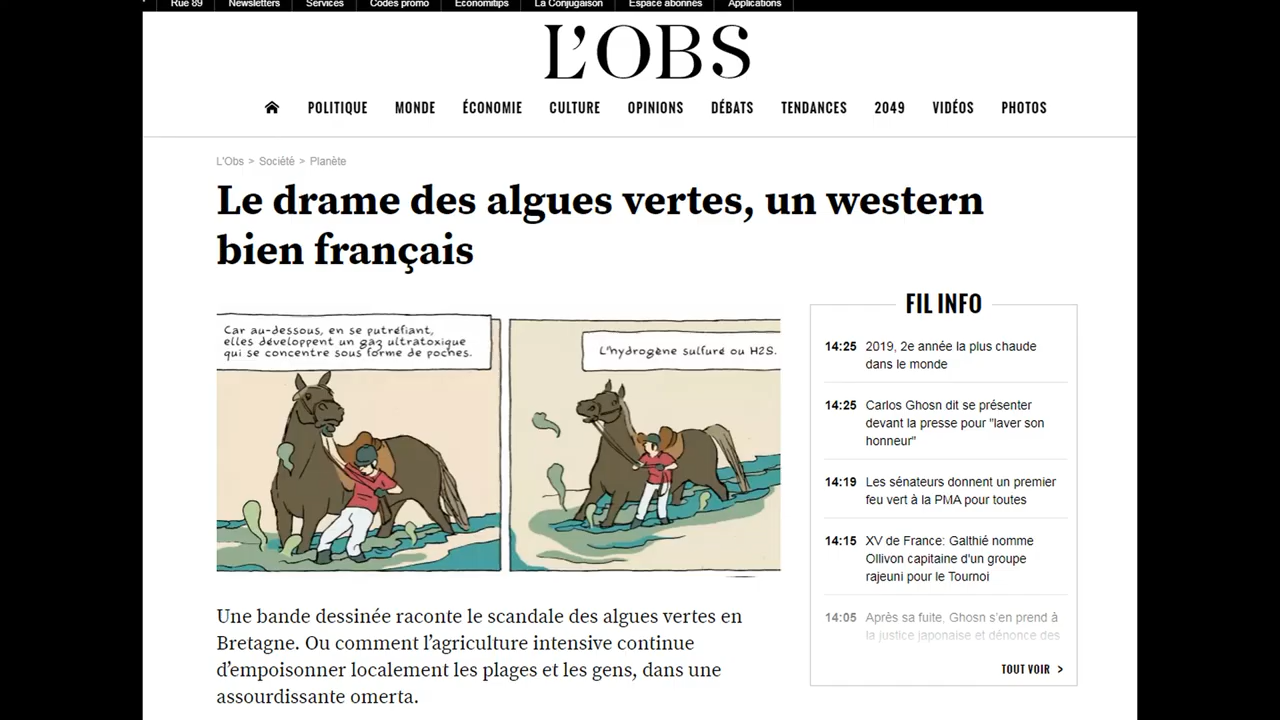 Rue 89 Newsletters Services Codes promo Économitips La Conjugaison Espace abonnés Applications
L'OBS
POLITIQUE MONDE ÉCONOMIE CULTURE OPINIONS DÉBATS TENDANCES 2049 VIDÉOS PHOTOS
L'Obs > Société > Planète
Le drame des algues vertes, un western
bien français
Car au-dessous, en se putréfiant,
elles développent un gaz ultratoxique
qui se concentre sous forme de poches.
L'hydrogène sulfuré ou H2S.
Une bande dessinée raconte le scandale des algues vertes en
Bretagne. Ou comment l’agriculture intensive continue
d’empoisonner localement les plages et les gens, dans une
assourdissante omerta.
FIL INFO
14:25 2019, 2e année la plus chaude
dans le monde
14:25 Carlos Ghosn dit se présenter
devant la presse pour "laver son
honneur"
14:19 Les sénateurs donnent un premier
feu vert à la PMA pour toutes
14:15 XV de France: Galthié nomme
Ollivon capitaine d'un groupe
rajeuni pour le Tournoi
14:05 Après sa fuite, Ghosn s’en prend à
la justice japonaise et dénonce des
TOUT VOIR >